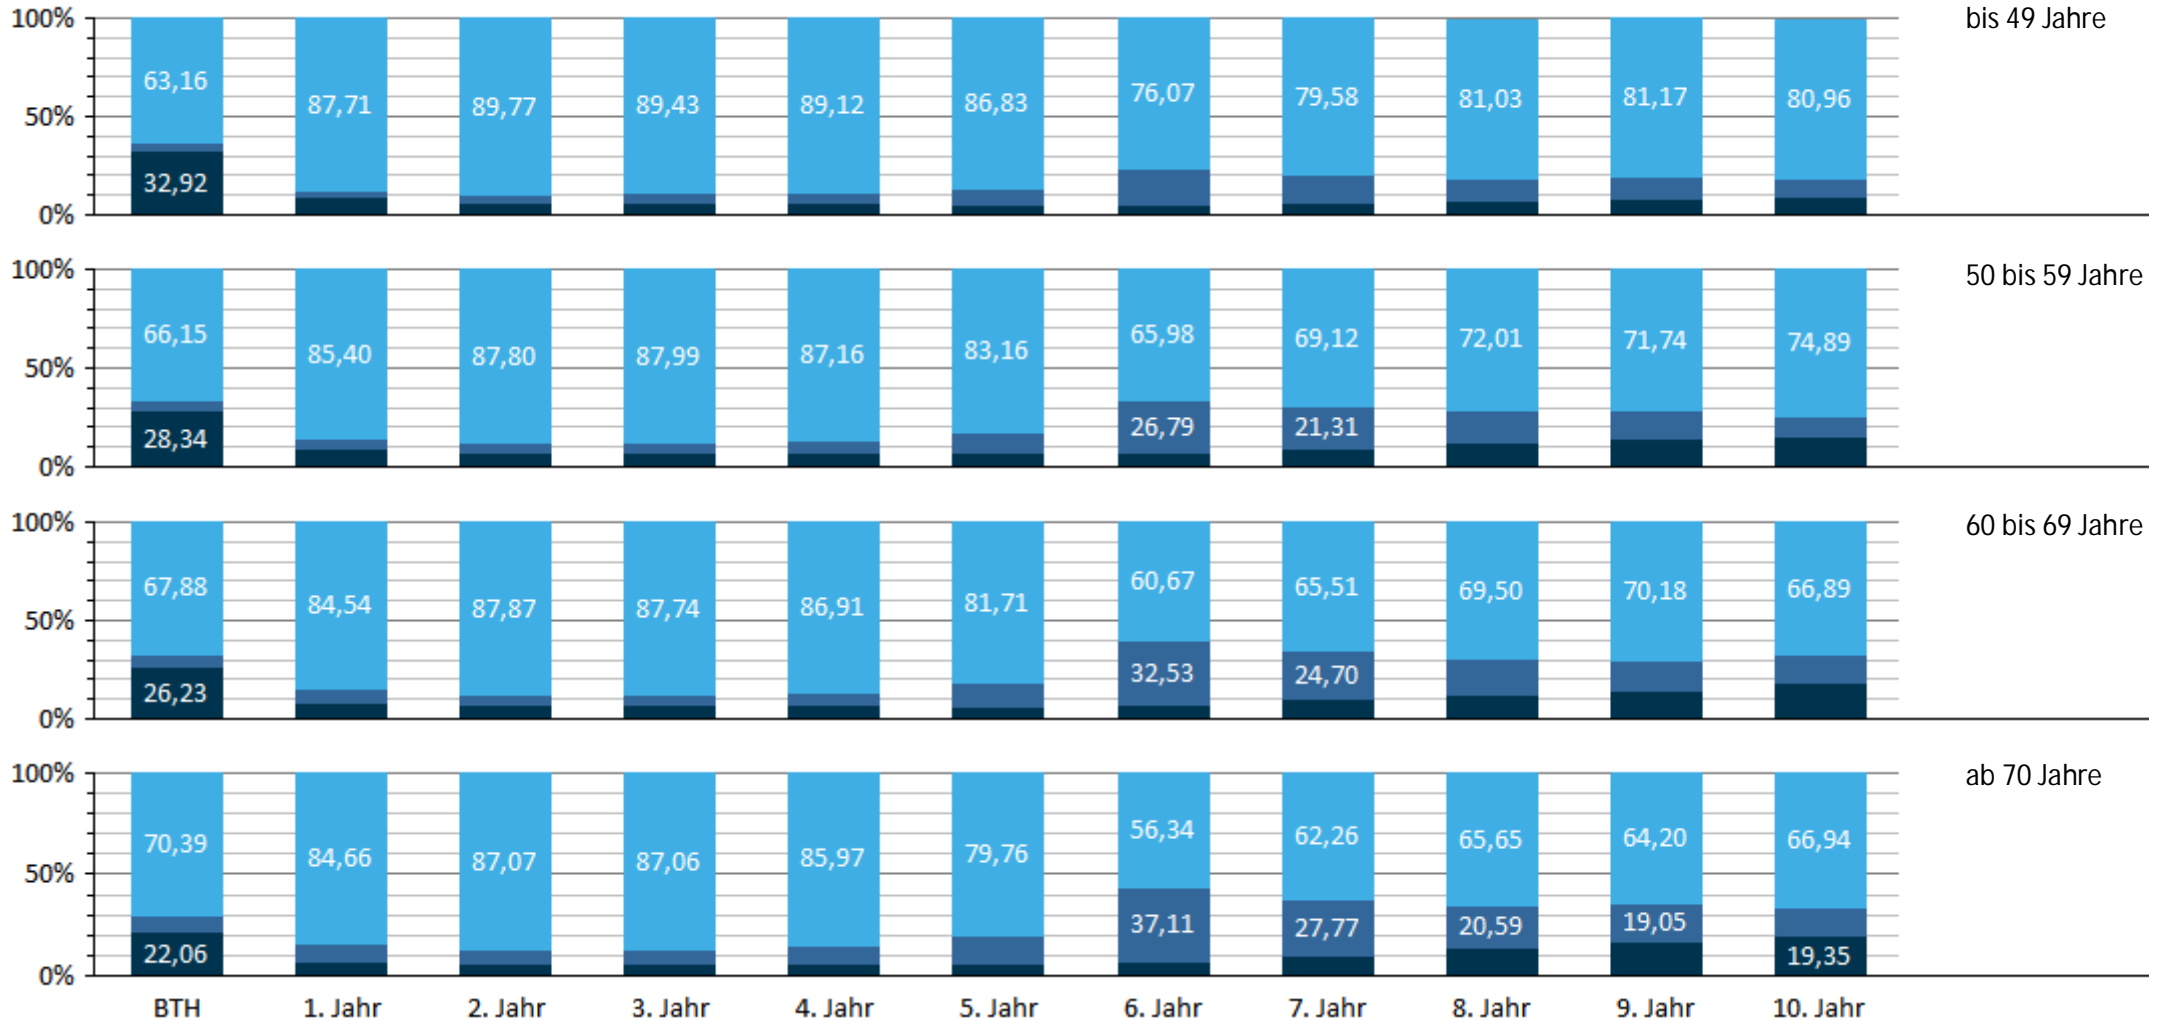 100% bis 49 Jahre
63,16 87,71 89,77 89,43 89,12 86,83 76,07 79,58 81,03 81,17 80,96
50%
32,92
0%
100% 50 bis 59 Jahre
66,15 85,40 87,80 87,99 87,16 83,16 65,98 69,12 72,01 71,74 74,89
50%
28,34 26,79 21,31
0%
100% 60 bis 69 Jahre
67,88 84,54 87,87 87,74 86,91 81,71 60,67 65,51 69,50 70,18 66,89
50%
26,23 32,53 24,70
0%
100% ab 70 Jahre
70,39 84,66 87,07 87,06 85,97 79,76 56,34 62,26 65,65 64,20 66,94
50%
22,06 37,11 27,77 20,59 19,05 19,35
0%
BTH 1. Jahr 2. Jahr 3. Jahr 4. Jahr 5. Jahr 6. Jahr 7. Jahr 8. Jahr 9. Jahr 10. Jahr